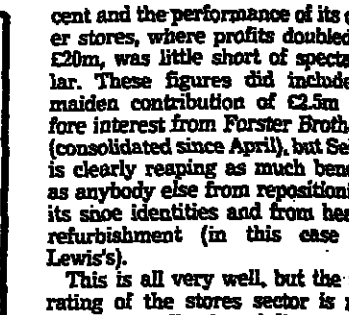 cent and the performance of its
er stores, where profits doubled
£20m, was little short of specta
lar. These figures did include
maiden contribution of £2.5m
fore interest from Forster Broth
(consolidated since April), but Se
is clearly reaping as much bene
as anybody else from repositioni
its shoe identities and from hea
refurbishment (in this case
Lewis's).
This is all very well, but the
rating of the stores sector is